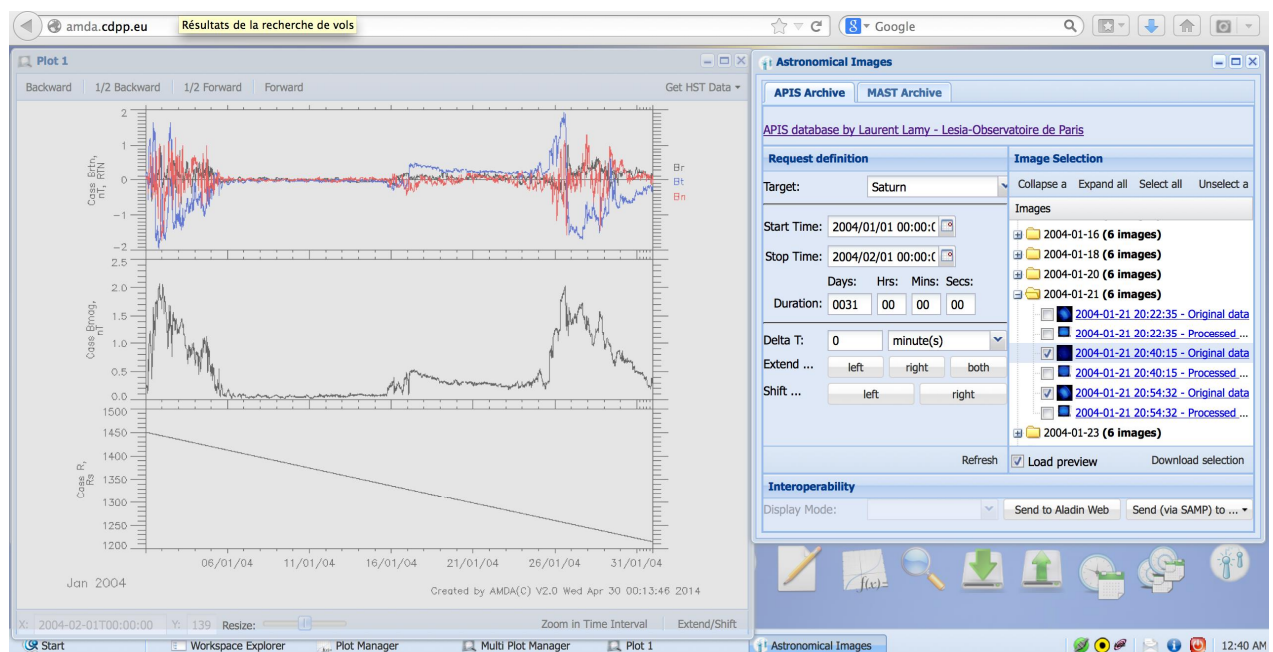 amda.cdpp.eu
Résultats de la recherche de vols
Google
Plot 1
Backward 1/2 Backward 1/2 Forward Forward Get HST Data
Cass Brtn,
nT, RTN
2
1
0
−1
−2
Br
Bt
Bn
Cass Bmag,
nT
2.5
2.0
1.5
1.0
0.5
0.0
Cass R,
Rs
1500
1450
1400
1350
1300
1250
1200
06/01/04 11/01/04 16/01/04 21/01/04 26/01/04 31/01/04
Jan 2004
Created by AMDA(C) V2.0 Wed Apr 30 00:13:46 2014
X: 2004-02-01T00:00:00 Y: 139 Resize: Zoom in Time Interval Extend/Shift
Astronomical Images
APIS Archive MAST Archive
APIS database by Laurent Lamy - Lesia-Observatoire de Paris
Request definition
Target: Saturn
Start Time: 2004/01/01 00:00:(
Stop Time: 2004/02/01 00:00:(
Days: Hrs: Mins: Secs:
Duration: 0031 00 00 00
Delta T: 0 minute(s)
Extend ... left right both
Shift ... left right
Refresh
Image Selection
Collapse a Expand all Select all Unselect a
Images
2004-01-16 (6 images)
2004-01-18 (6 images)
2004-01-20 (6 images)
2004-01-21 (6 images)
2004-01-21 20:22:35 - Original data
2004-01-21 20:22:35 - Processed ...
2004-01-21 20:40:15 - Original data
2004-01-21 20:40:15 - Processed ...
2004-01-21 20:54:32 - Original data
2004-01-21 20:54:32 - Processed ...
2004-01-23 (6 images)
Load preview Download selection
Interoperability
Display Mode: Send to Aladin Web Send (via SAMP) to ...
f(x)=
Start Workspace Explorer Plot Manager Multi Plot Manager Plot 1 Astronomical Images 12:40 AM